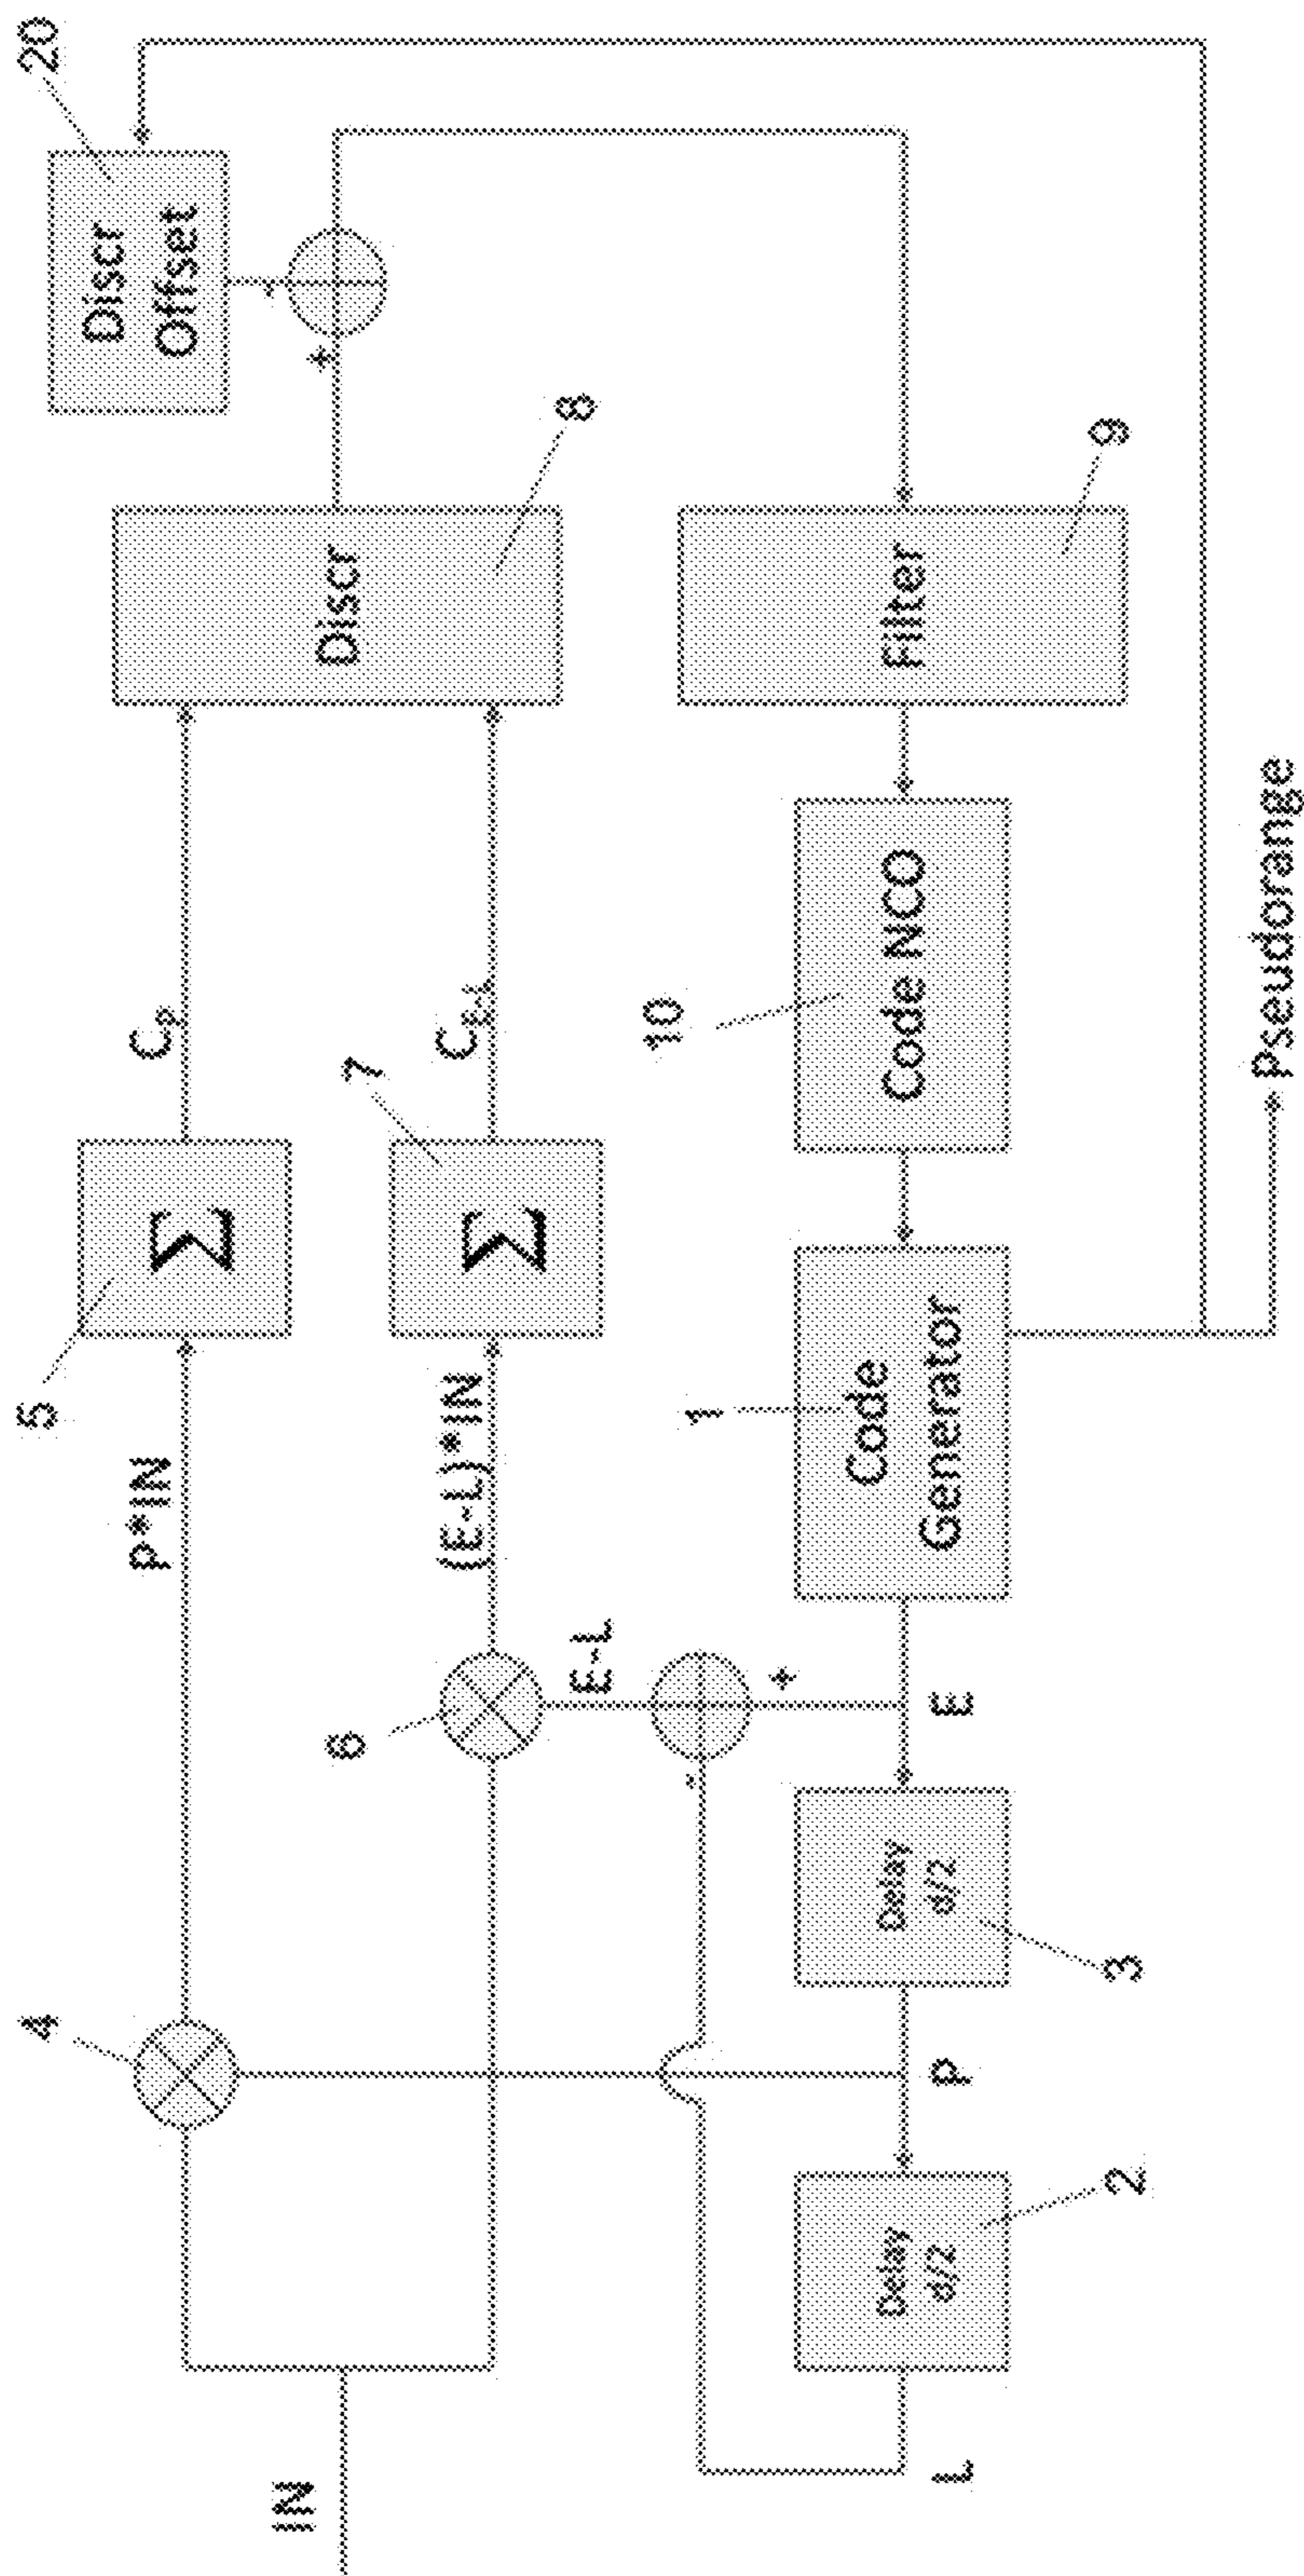 20
Discr
Offset
-
+
4
5
P*IN
Σ
Cp
Discr
8
7
Σ
CE-L
(E-L)*IN
6
E-L
IN
+
-
10
Filter
9
Code NCO
1
Code
Generator
E
Delay
d/2
3
P
Delay
d/2
2
L
Pseudorange